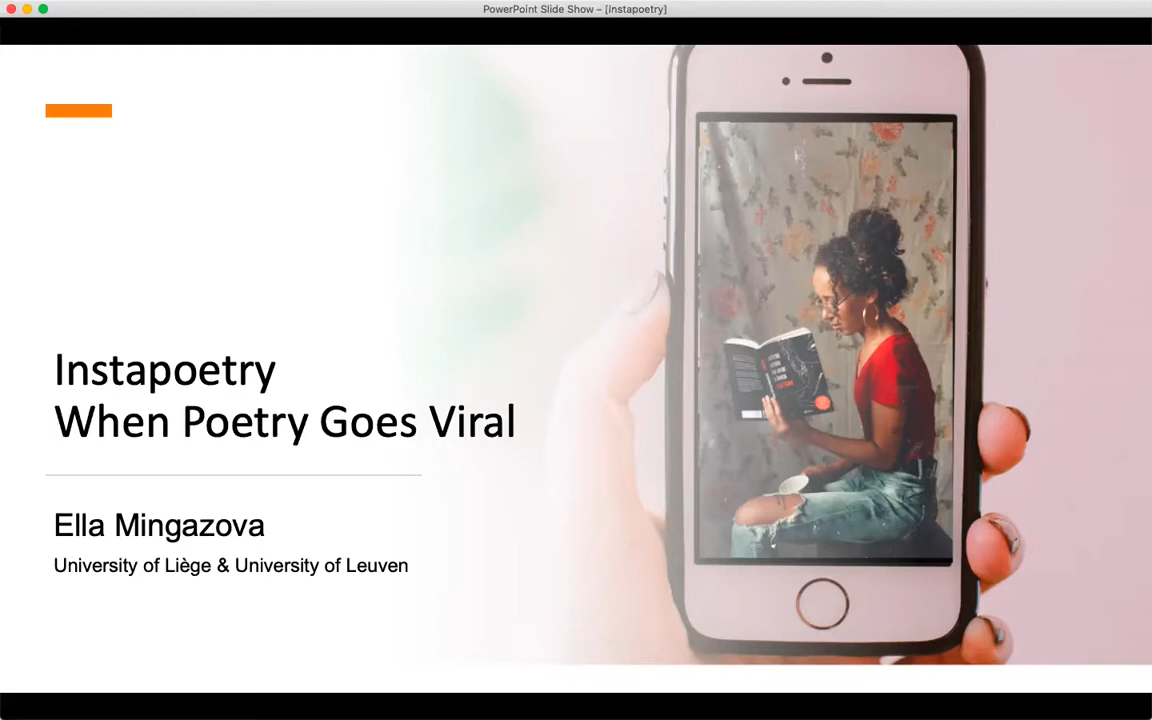 PowerPoint Slide Show – [Instapoetry]
Instapoetry
When Poetry Goes Viral
Ella Mingazova
University of Liège & University of Leuven